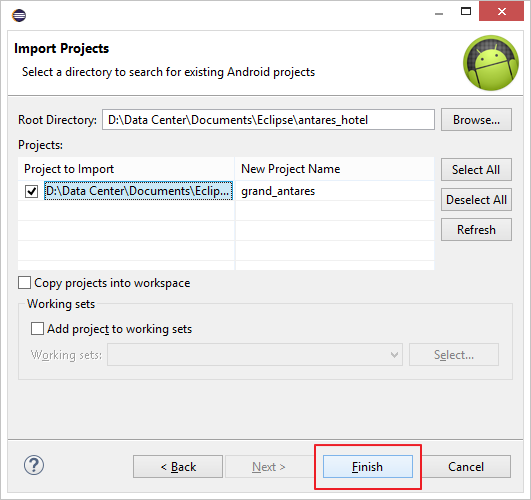 Import Projects
Select a directory to search for existing Android projects
Root Directory: D:\Data Center\Documents\Eclipse\antares_hotel Browse...
Projects:
Project to Import New Project Name Select All
D:\Data Center\Documents\Eclip... grand_antares
Deselect All
Refresh
Copy projects into workspace
Working sets
Add project to working sets
Working sets: Select...
? < Back Next > Finish Cancel